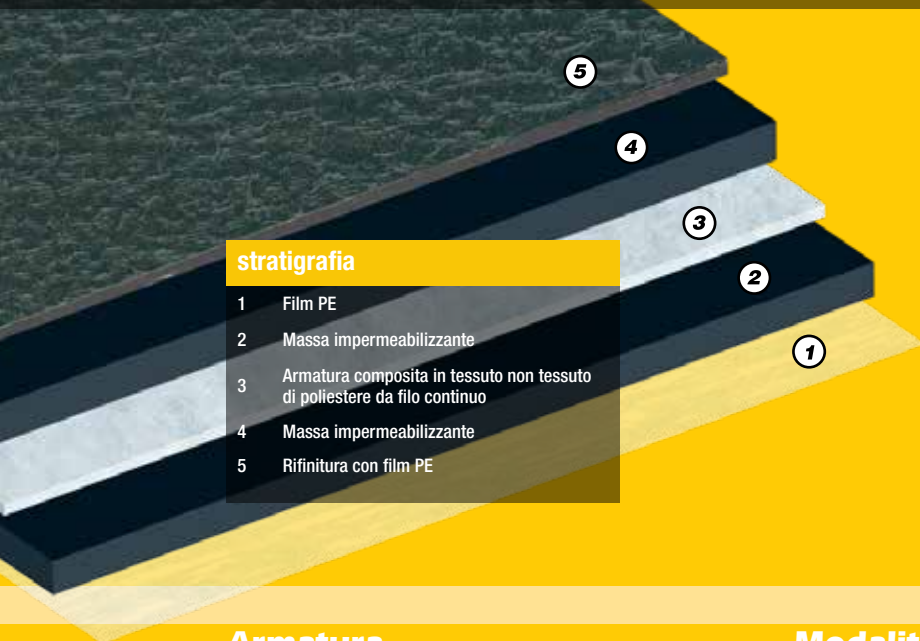 5
4
3
2
1
stratigrafia
1 Film PE
2 Massa impermeabilizzante
3 Armatura composita in tessuto non tessuto
di poliestere da filo continuo
4 Massa impermeabilizzante
5 Rifinitura con film PE
Armatura